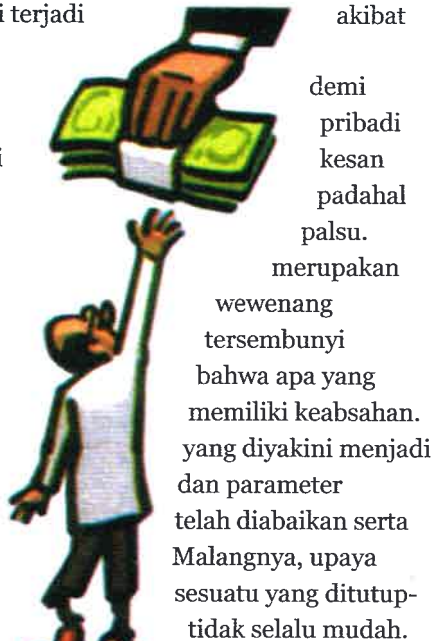 i terjadi akibat
demi
pribadi
i kesan
padahal
palsu.
merupakan
wewenang
tersembunyi
bahwa apa yang
memiliki keabsahan.
yang diyakini menjadi
dan parameter
telah diabaikan serta
Malangnya, upaya
sesuatu yang ditutup-
tidak selalu mudah.